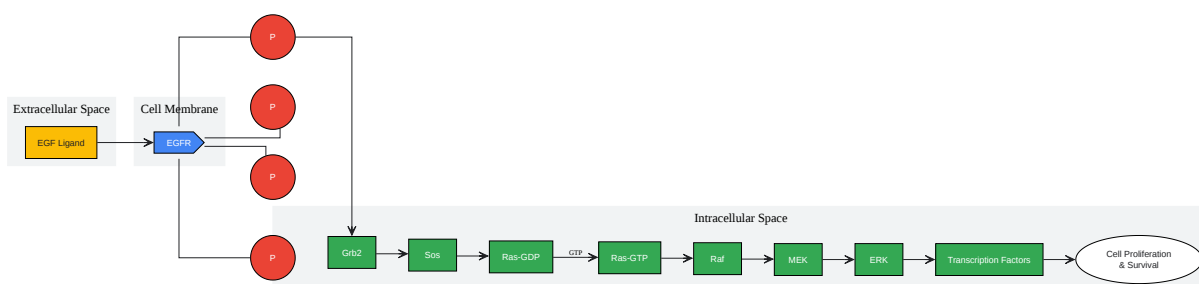 P
Extracellular Space
Cell Membrane
P
EGF Ligand
EGFR
P
Intracellular Space
P
Grb2
Sos
Ras-GDP
GTP
Ras-GTP
Raf
MEK
ERK
Transcription Factors
Cell Proliferation
& Survival